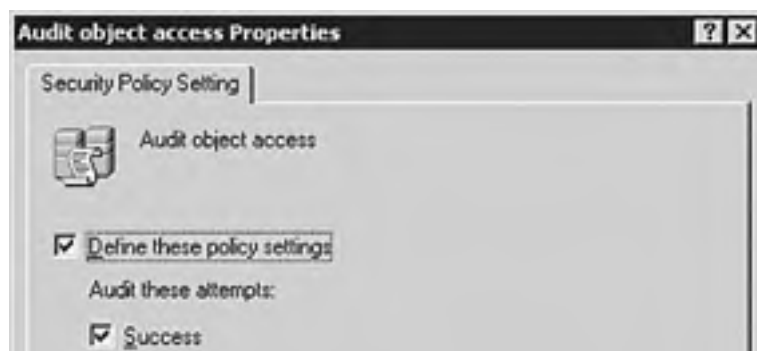 Audit object access Properties
Security Policy Setting
Audit object access
Define these policy settings
Audit these attempts:
Success